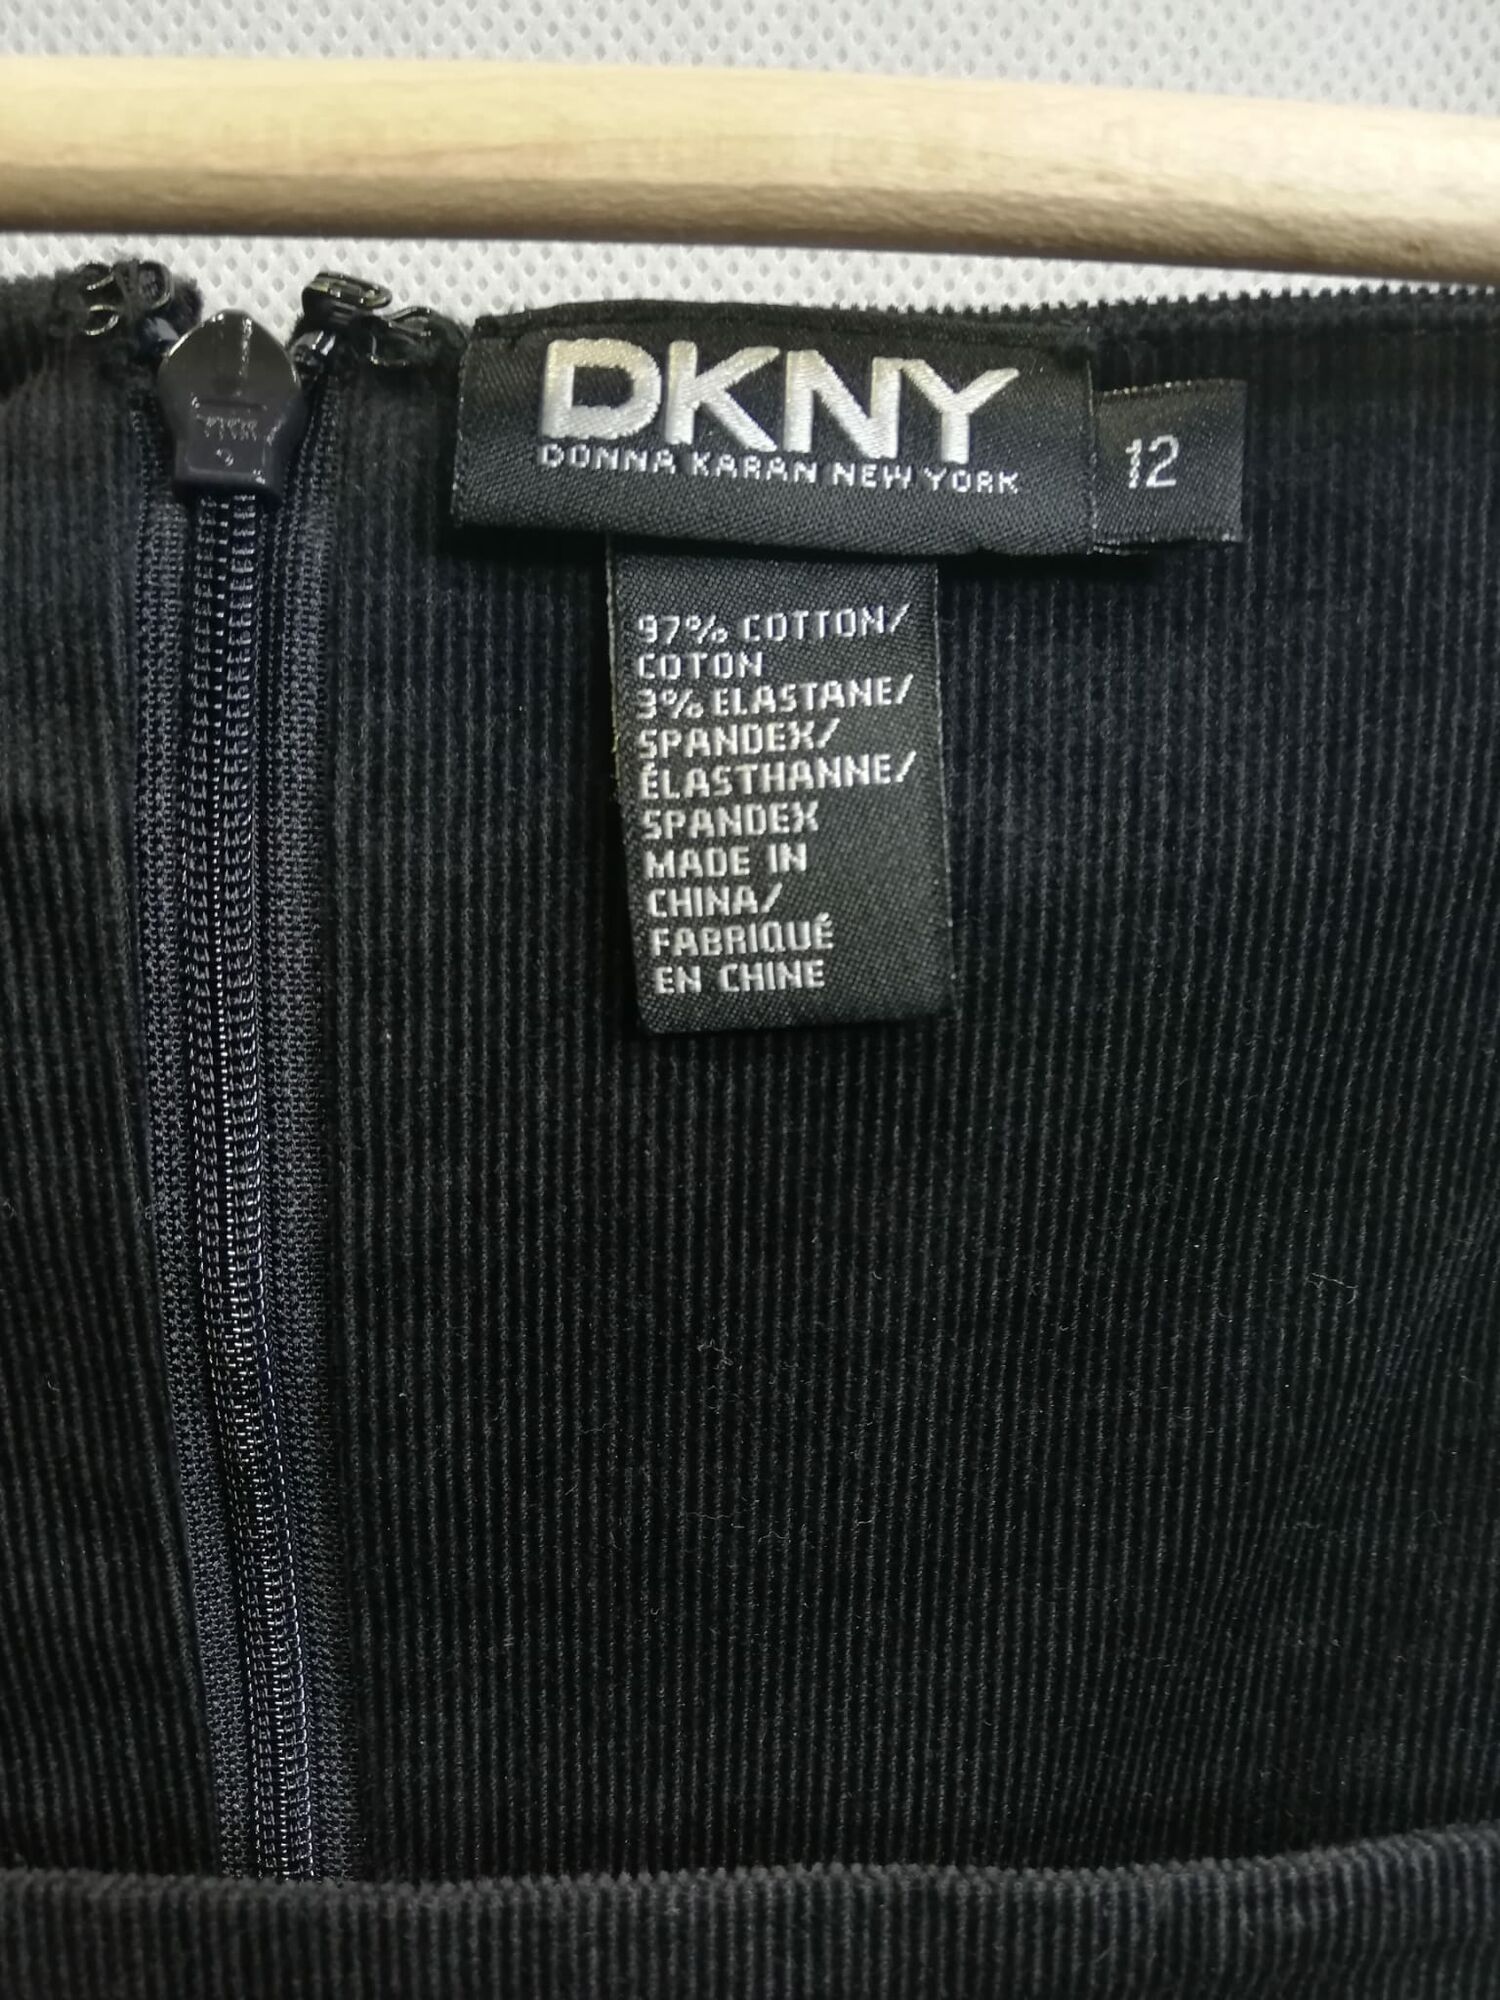 DKNY
DONNA KARAN NEW YORK
12
97% COTTON/
COTON
3% ELASTANE/
SPANDEX/
ÉLASTHANNE/
SPANDEX
MADE IN
CHINA/
FABRIQUÉ
EN CHINE